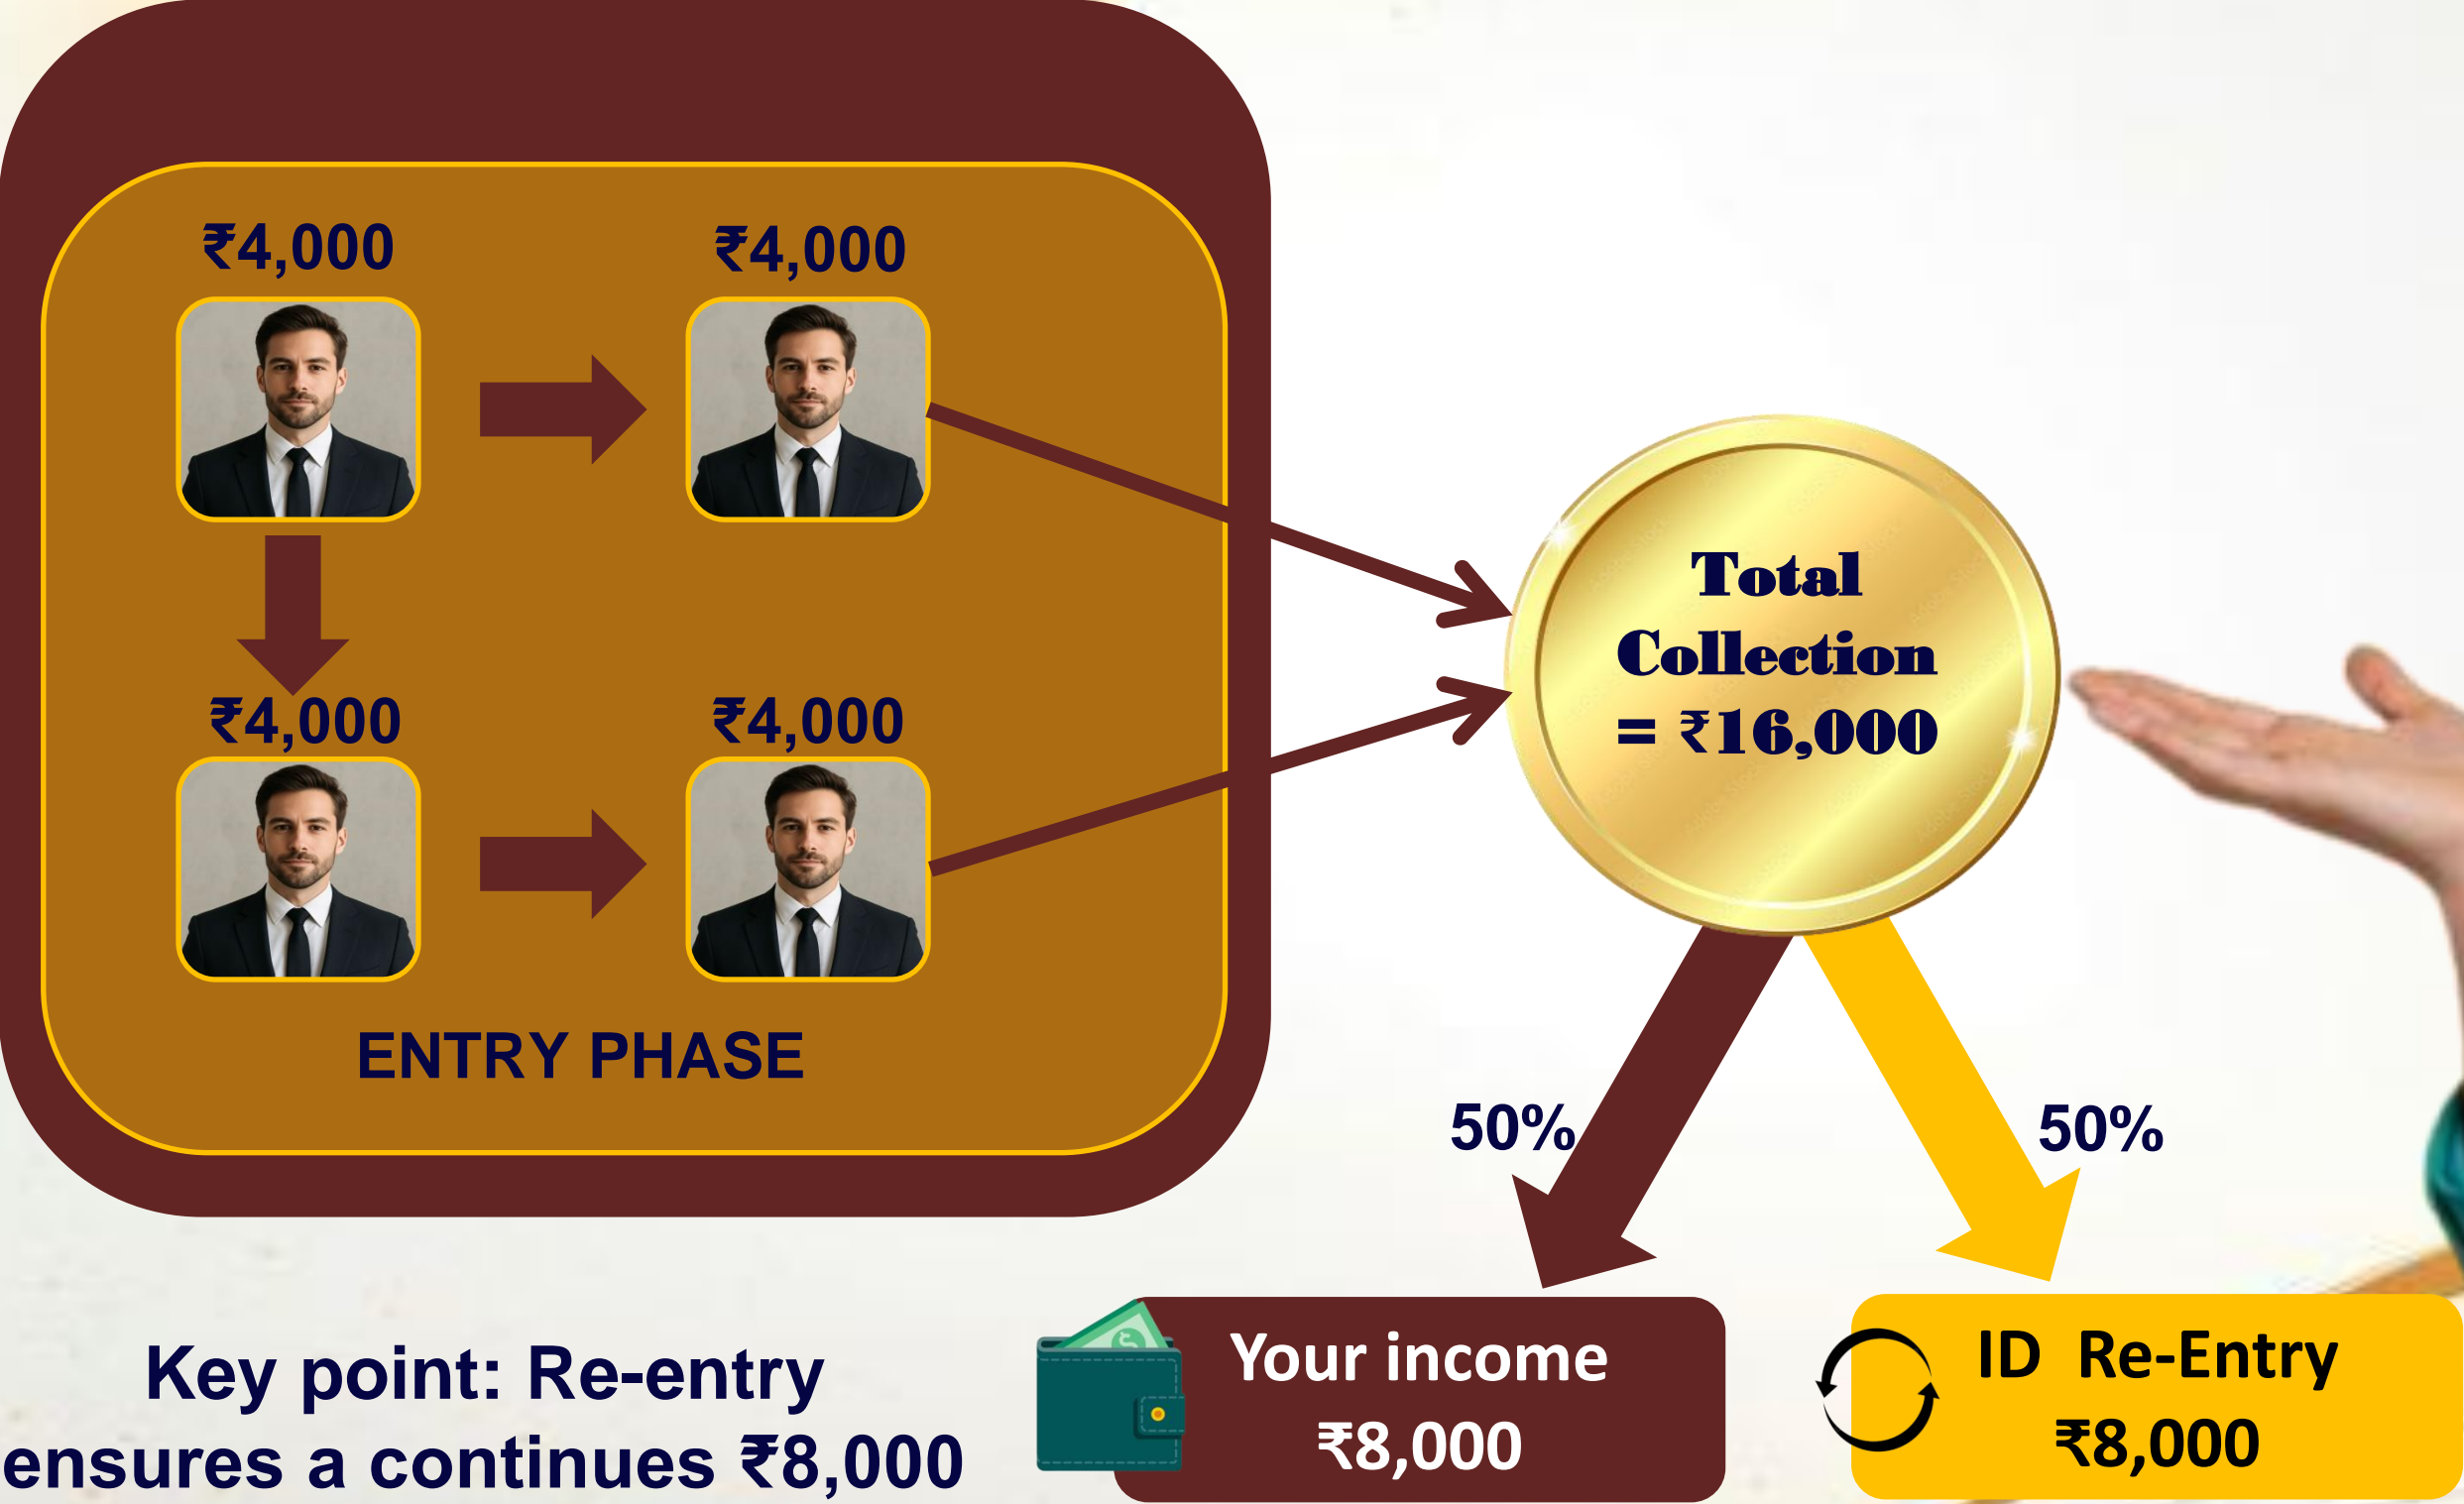 ₹4,000
₹4,000
₹4,000
₹4,000
ENTRY PHASE
Total
Collection
= ₹16,000
50%
50%
Key point: Re-entry
ensures a continues ₹8,000
Your income
₹8,000
ID Re-Entry
₹8,000